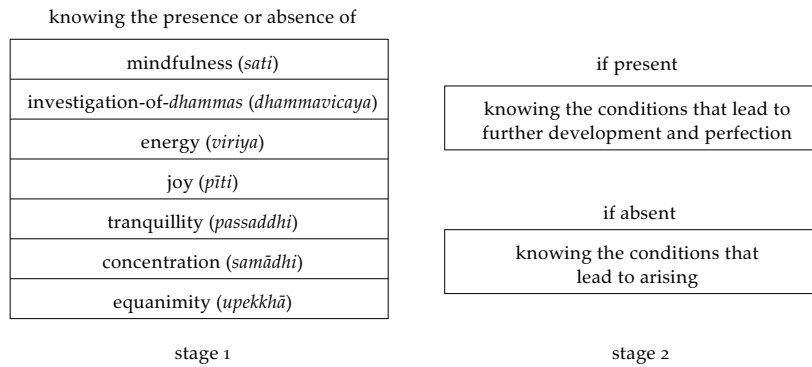 knowing the presence or absence of
mindfulness (sati)
investigation-of-dhammas (dhammavicaya)
energy (viriya)
joy (pīti)
tranquillity (passaddhi)
concentration (samādhi)
equanimity (upekkhā)
stage 1
if present
knowing the conditions that lead to
further development and perfection
if absent
knowing the conditions that
lead to arising
stage 2